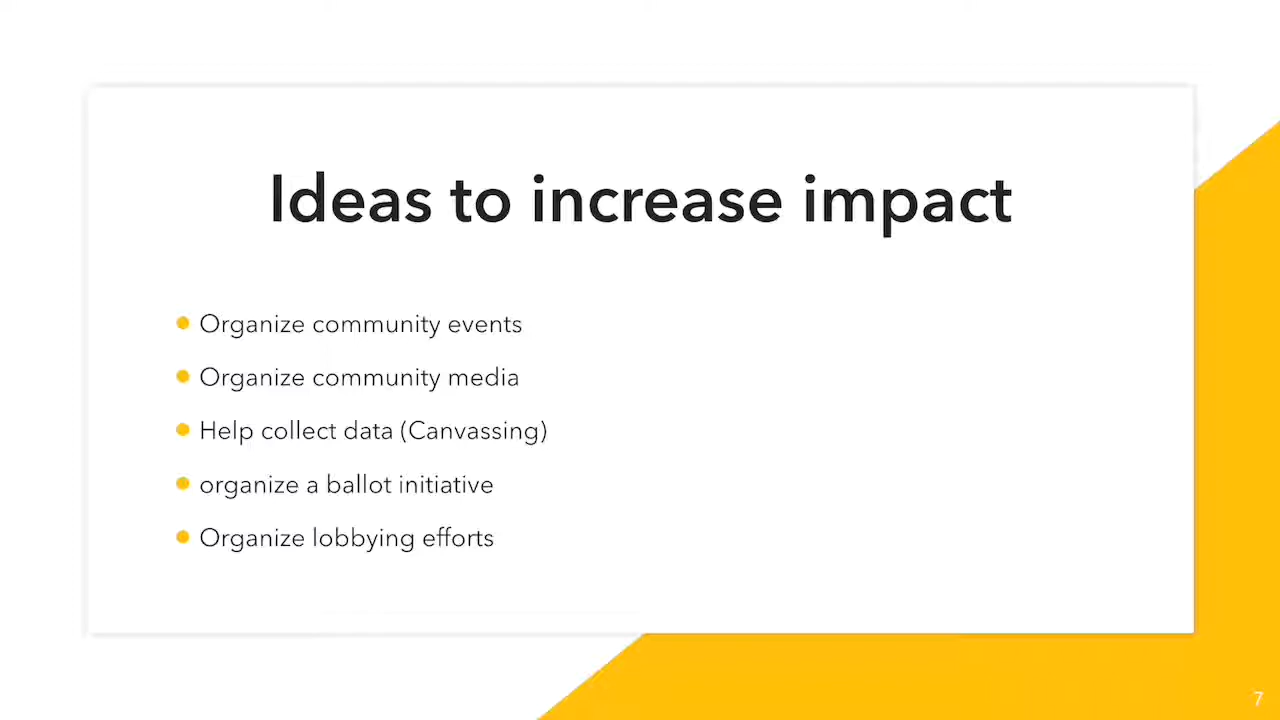 Ideas to increase impact
Organize community events
Organize community media
Help collect data (Canvassing)
organize a ballot initiative
Organize lobbying efforts
7